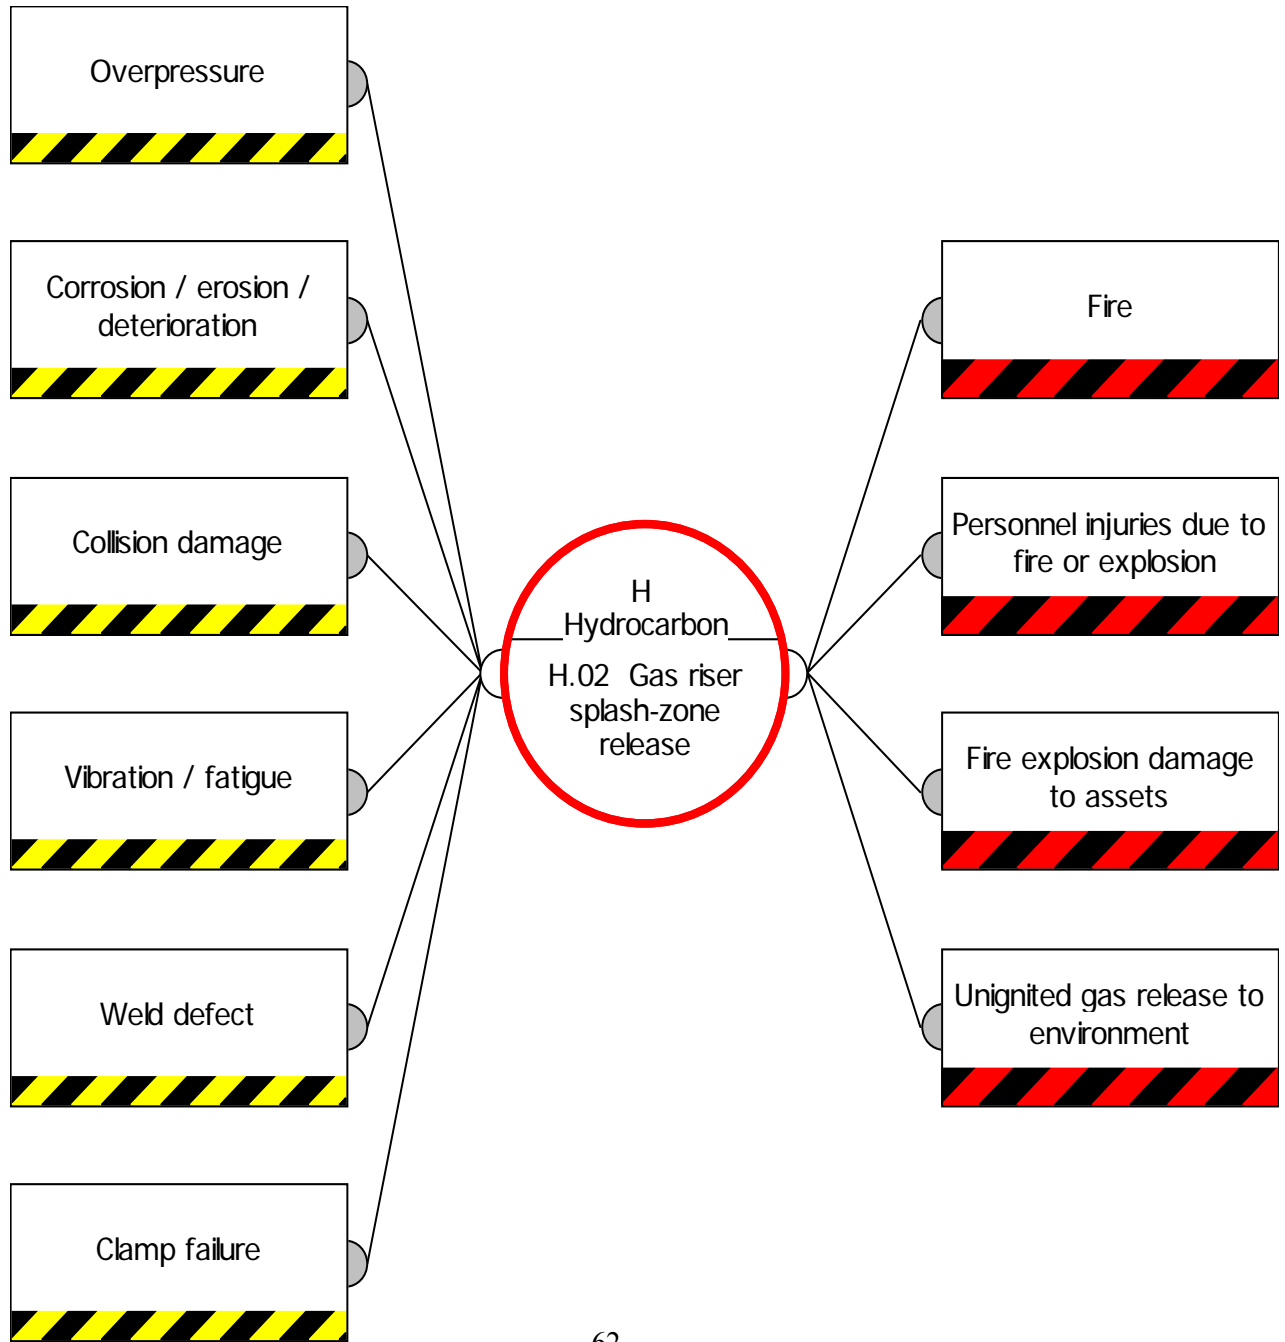 Overpressure
Corrosion / erosion /
deterioration
Collision damage
Vibration / fatigue
Weld defect
Clamp failure
H
Hydrocarbon
H.02 Gas riser
splash-zone
release
Fire
Personnel injuries due to
fire or explosion
Fire explosion damage
to assets
Unignited gas release to
environment
62